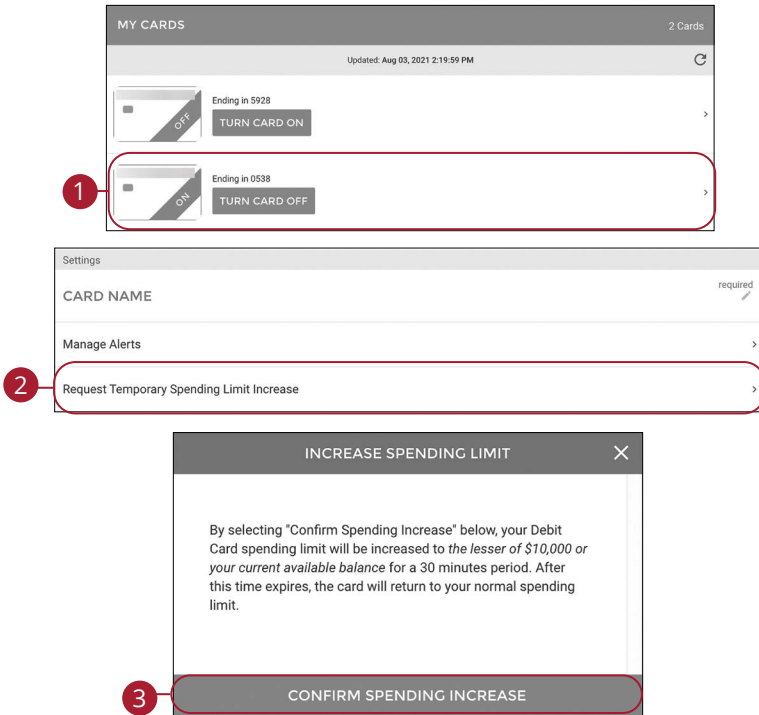 MY CARDS 2 Cards
Updated: Aug 03, 2021 2:19:59 PM
Ending in 5928
OFF
TURN CARD ON
1
Ending in 0538
ON
TURN CARD OFF
Settings
CARD NAME required
Manage Alerts
2
Request Temporary Spending Limit Increase
INCREASE SPENDING LIMIT
By selecting "Confirm Spending Increase" below, your Debit
Card spending limit will be increased to the lesser of $10,000 or
your current available balance for a 30 minutes period. After
this time expires, the card will return to your normal spending
limit.
3
CONFIRM SPENDING INCREASE